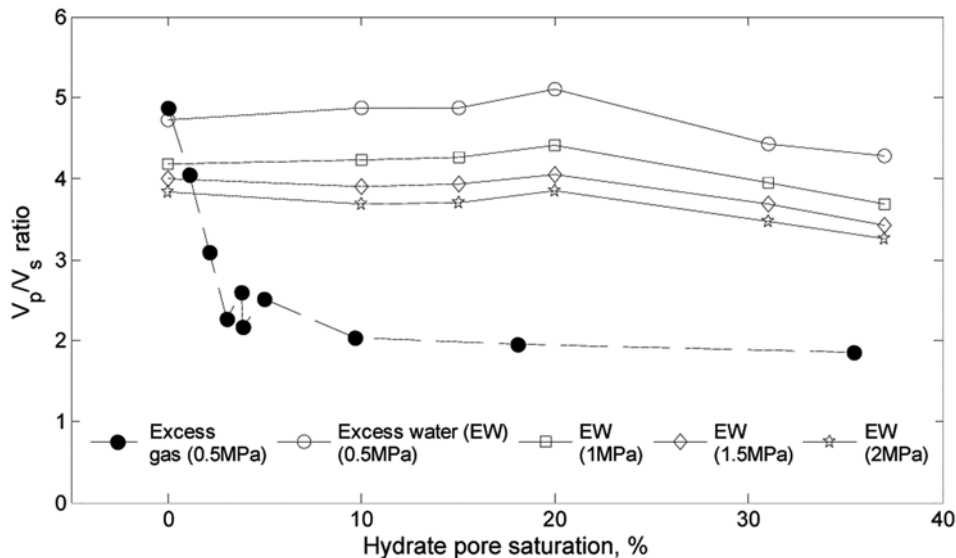 6
5
4
3
2
1
0
Vp/Vs ratio
Excess gas (0.5MPa)
Excess water (EW) (0.5MPa)
EW (1MPa)
EW (1.5MPa)
EW (2MPa)
0 10 20 30 40
Hydrate pore saturation, %